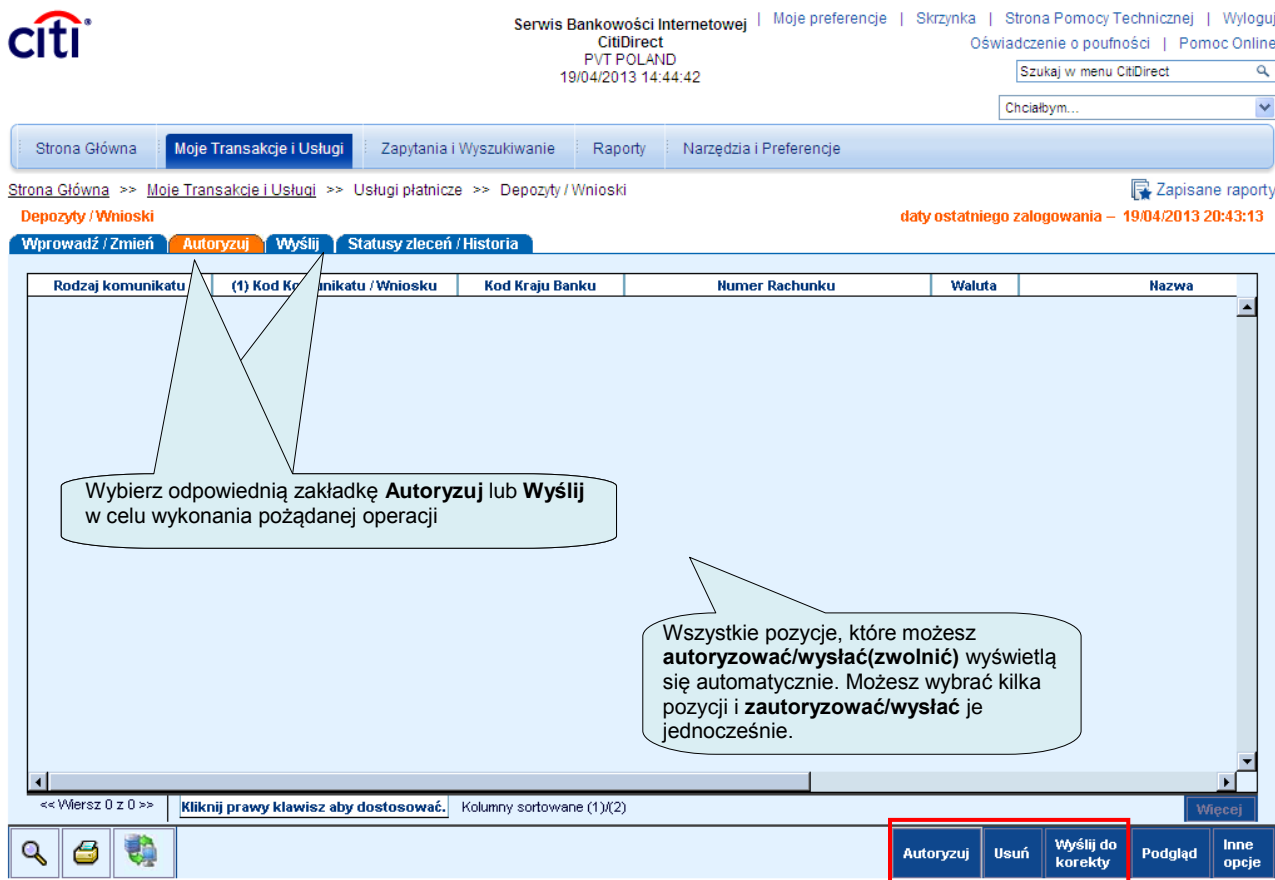 citi
Serwis Bankowości Internetowej
CitiDirect
PVT POLAND
19/04/2013 14:44:42
| Moje preferencje | Skrzynka | Strona Pomocy Technicznej | Wyloguj
Oświadczenie o poufności | Pomoc Online
Szukaj w menu CitiDirect
Chciałbym...
Strona Główna Moje Transakcje i Usługi Zapytania i Wyszukiwanie Raporty Narzędzia i Preferencje
Strona Główna >> Moje Transakcje i Usługi >> Usługi płatnicze >> Depozyty / Wnioski
Zapisane raporty
Depozyty / Wnioski
daty ostatniego zalogowania – 19/04/2013 20:43:13
Wprowadź / Zmień Autoryzuj Wyślij Statusy zleceń / Historia
Rodzaj komunikatu (1) Kod Komunikatu / Wniosku Kod Kraju Banku Numer Rachunku Waluta Nazwa
Wybierz odpowiednią zakładkę Autoryzuj lub Wyślij
w celu wykonania pożądanej operacji
Wszystkie pozycje, które możesz
autoryzować/wysłać(zwolnić) wyświetlą
się automatycznie. Możesz wybrać kilka
pozycji i zautoryzować/wysłać je
jednocześnie.
<< Wiersz 0 z 0 >> Kliknij prawy klawisz aby dostosować. Kolumny sortowane (1)/(2)
Więcej
Autoryzuj
Usuń
Wyślij do
korekty
Podgląd
Inne
opcje